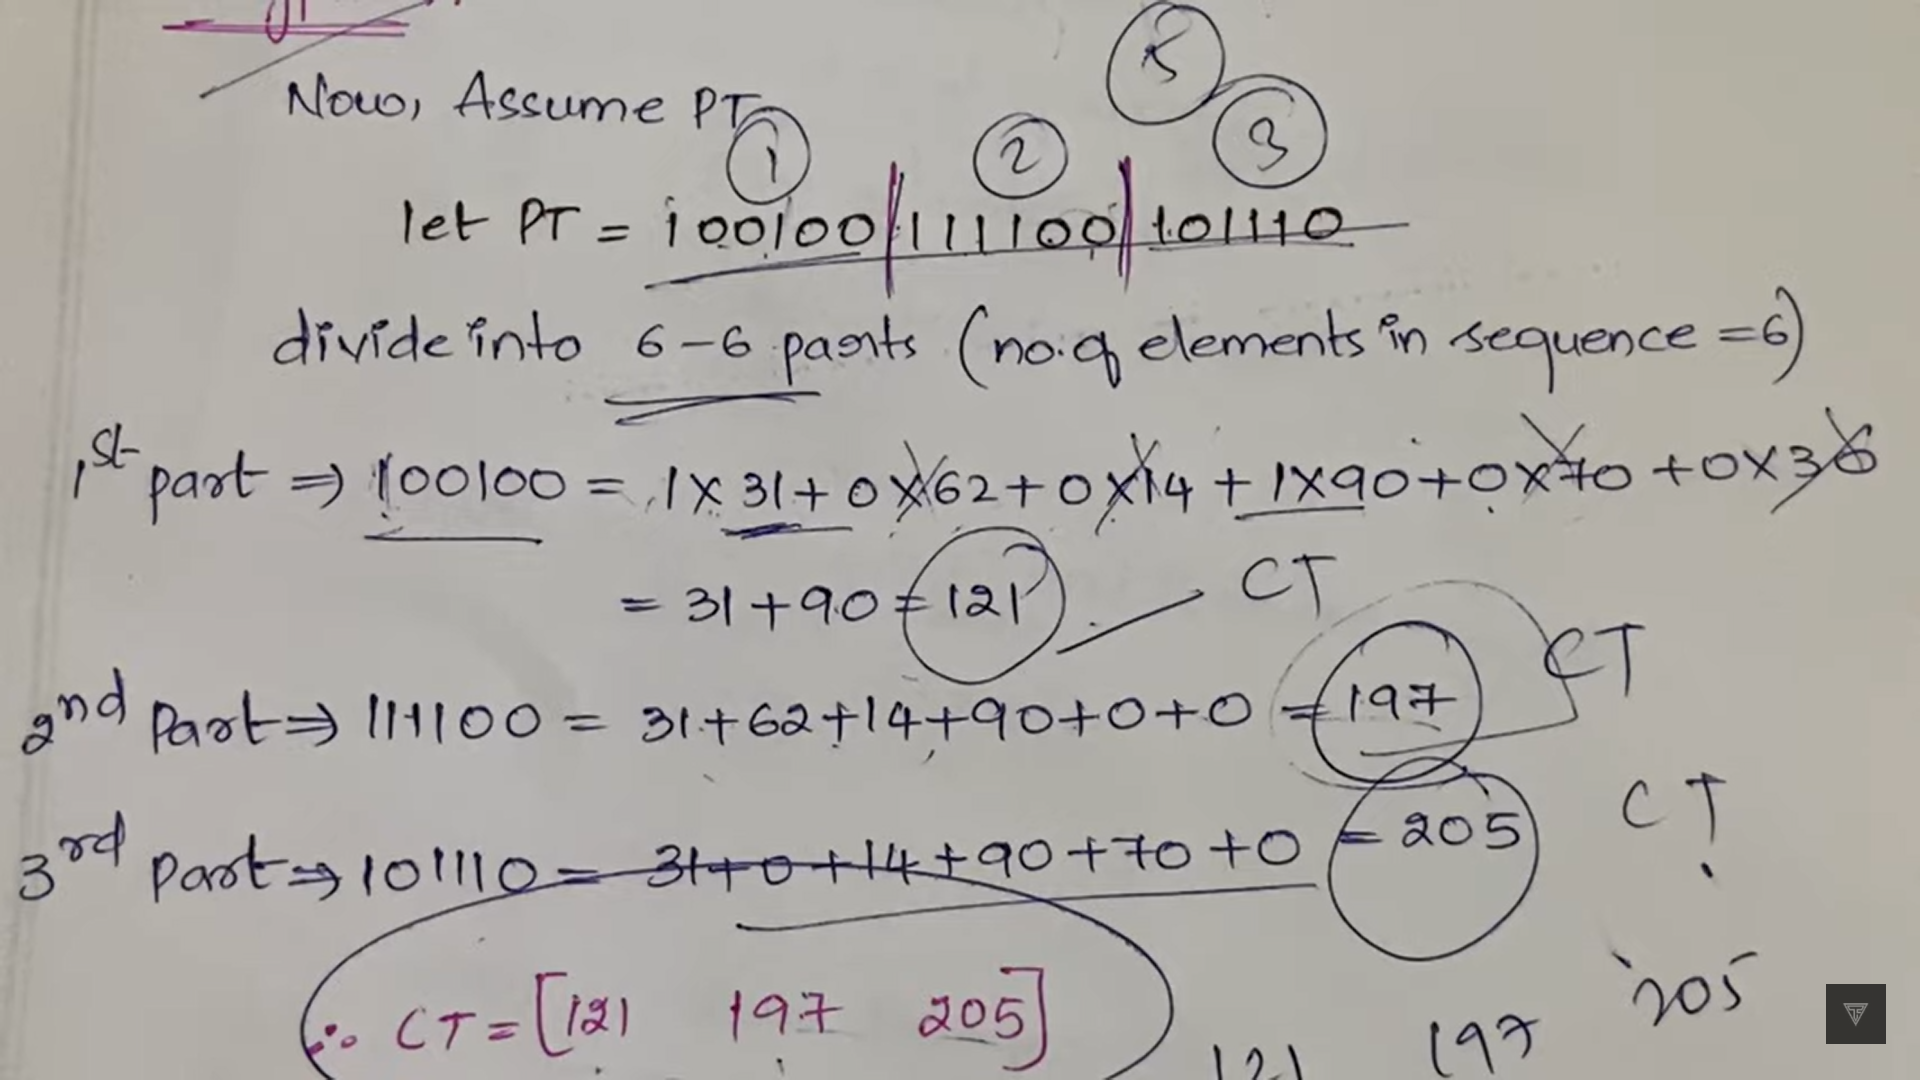 Now, Assume PT
① ② 5 3
let PT = 100100 | 111100 | 101110
divide into 6-6 parts (no. of elements in sequence = 6)
1st part ⇒ 100100 = 1 x 31 + 0 x 62 + 0 x 14 + 1 x 90 + 0 x 70 + 0 x 36
= 31 + 90 = 121 CT
2nd Part ⇒ 111100 = 31 + 62 + 14 + 90 + 0 + 0 = 197 CT
3rd Part ⇒ 101110 = 31 + 0 + 14 + 90 + 70 + 0 = 205 CT
∴ CT = [121 197 205]
121 197 205